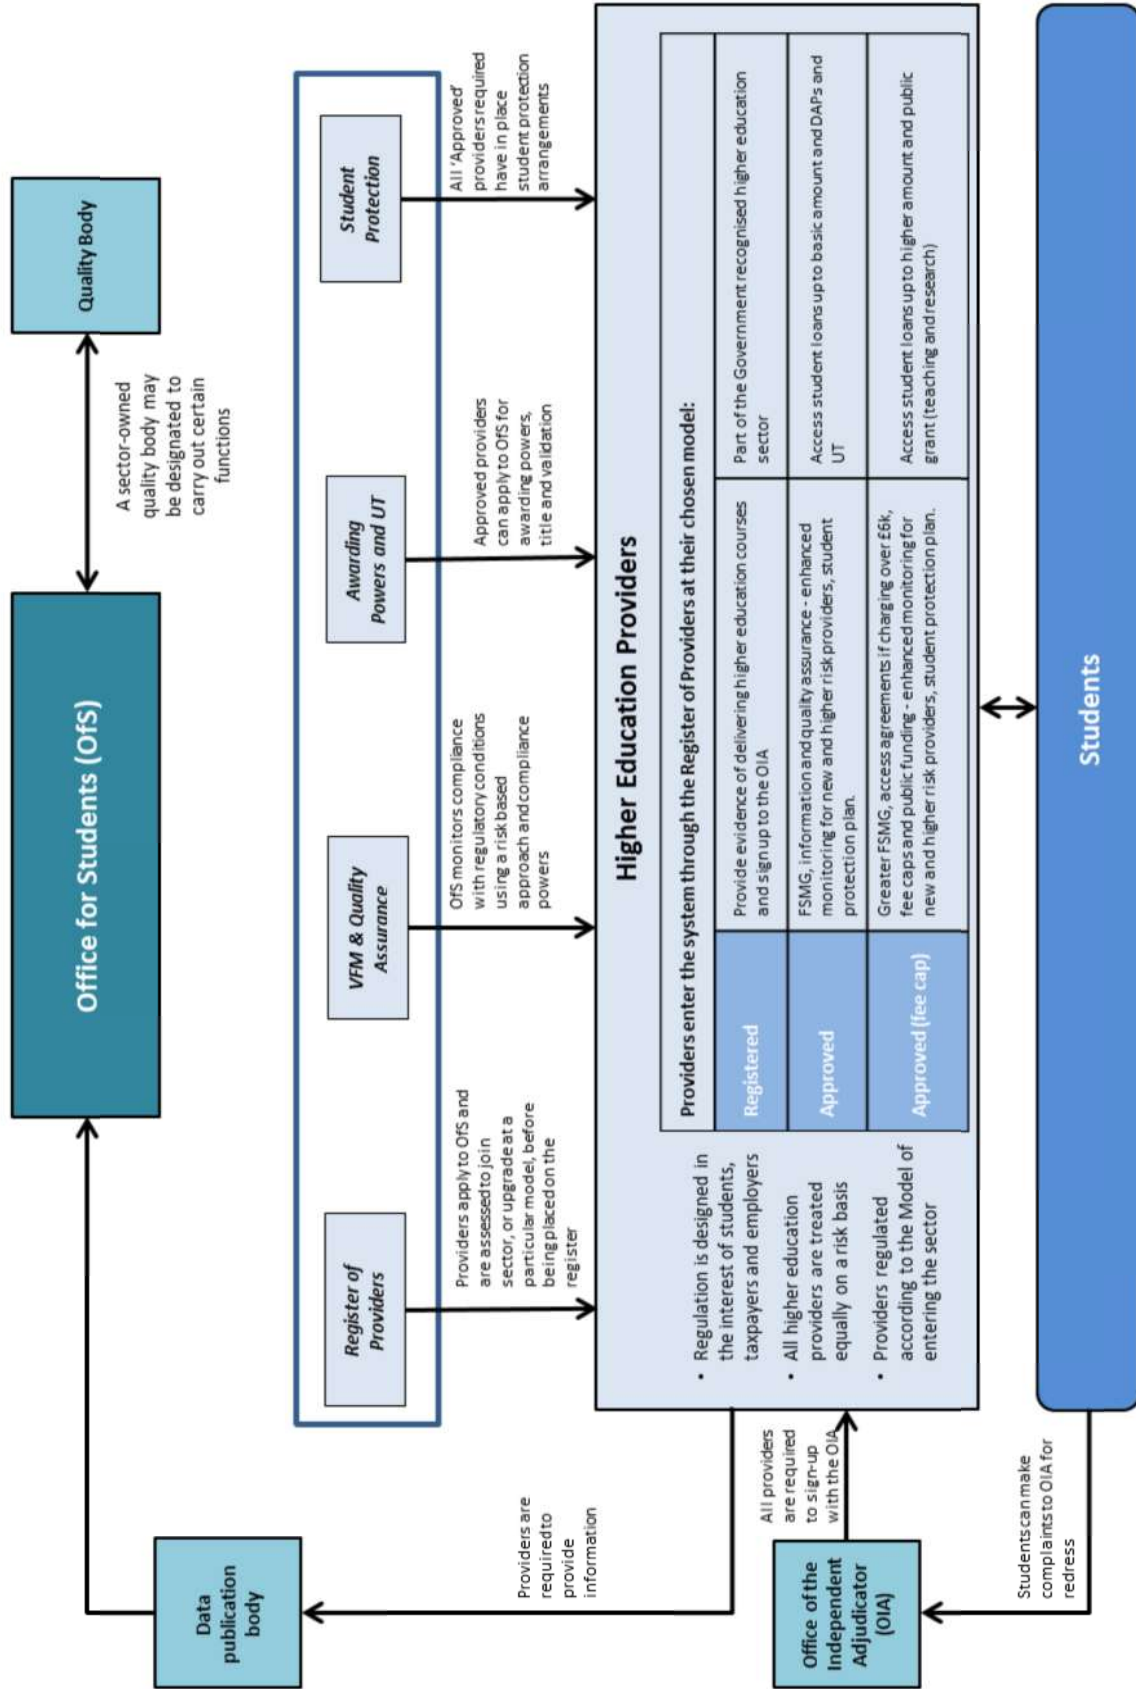 Office for Students (OfS)
Quality Body
A sector-owned
quality body may
be designated to
carry out certain
functions
Data
publication
body
Register of
Providers
VFM & Quality
Assurance
Awarding
Powers and UT
Student
Protection
Providers apply to OfS and
are assessed to join
sector, or upgrade at a
particular model, before
being placed on the
register
OfS monitors compliance
with regulatory conditions
using a risk based
approach and compliance
powers
Approved providers
can apply to OfS for
awarding powers,
title and validation
All 'Approved'
providers required
have in place
student protection
arrangements
Providers are
required to
provide
information
Higher Education Providers
• Regulation is designed in
the interest of students,
taxpayers and employers
• All higher education
providers are treated
equally on a risk basis
• Providers regulated
according to the Model of
entering the sector
Providers enter the system through the Register of Providers at their chosen model:
Registered
Provide evidence of delivering higher education courses
and sign up to the OIA
Part of the Government recognised higher education
sector
Approved
FSMG, information and quality assurance - enhanced
monitoring for new and higher risk providers, student
protection plan.
Access student loans up to basic amount and DAPs and
UT
Approved (fee cap)
Greater FSMG, access agreements if charging over £6k,
fee caps and public funding - enhanced monitoring for
new and higher risk providers, student protection plan.
Access student loans up to higher amount and public
grant (teaching and research)
All providers
are required
to sign-up
with the OIA
Office of the
Independent
Adjudicator
(OIA)
Students can make
complaints to OIA for
redress
Students